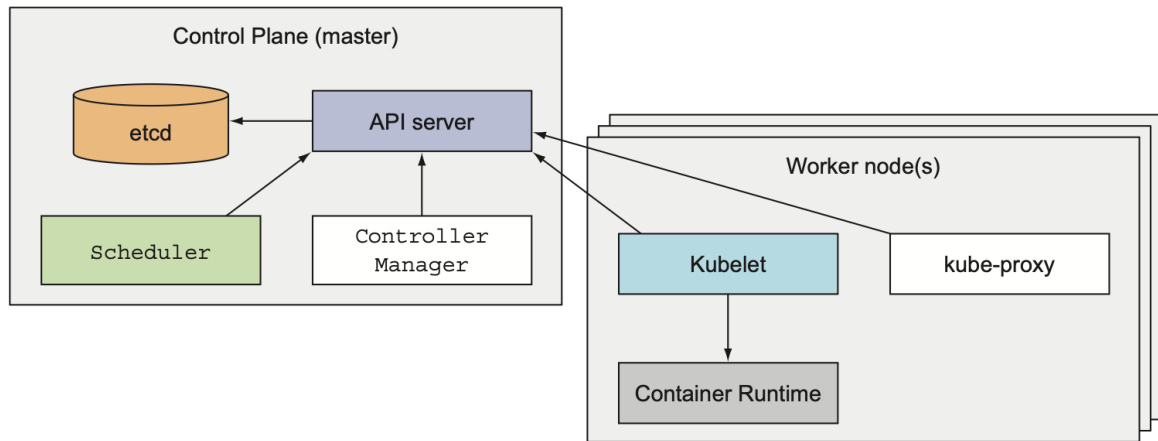 Control Plane (master)
etcd
API server
Scheduler
Controller
Manager
Worker node(s)
Kubelet
kube-proxy
Container Runtime